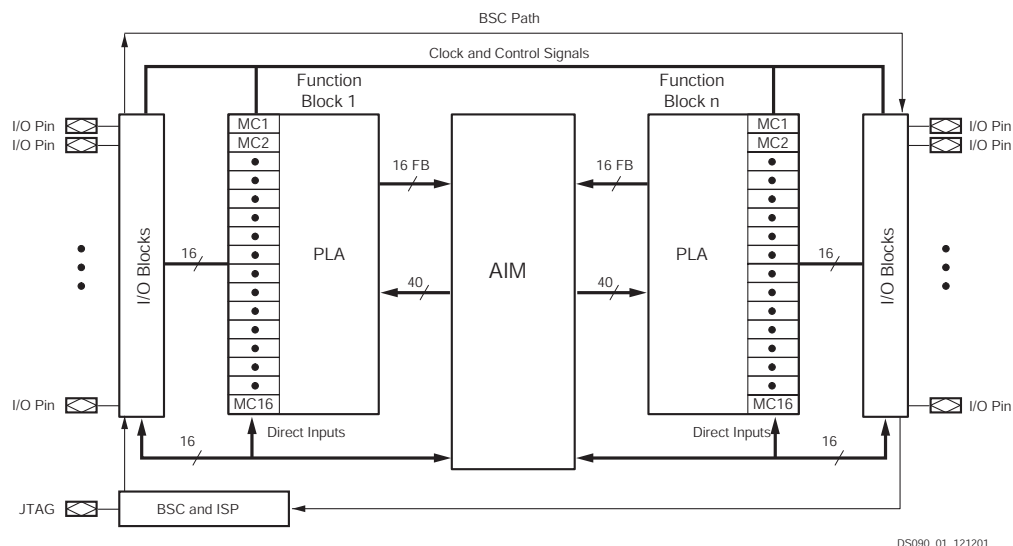 BSC Path
Clock and Control Signals
Function
Block 1
Function
Block n
I/O Pin
I/O Pin
I/O Pin
I/O Blocks
16
MC1
MC2
MC16
PLA
16 FB
40
AIM
16 FB
40
PLA
MC1
MC2
MC16
16
I/O Blocks
I/O Pin
I/O Pin
I/O Pin
16
Direct Inputs
Direct Inputs
16
JTAG
BSC and ISP
DS090_01_121201